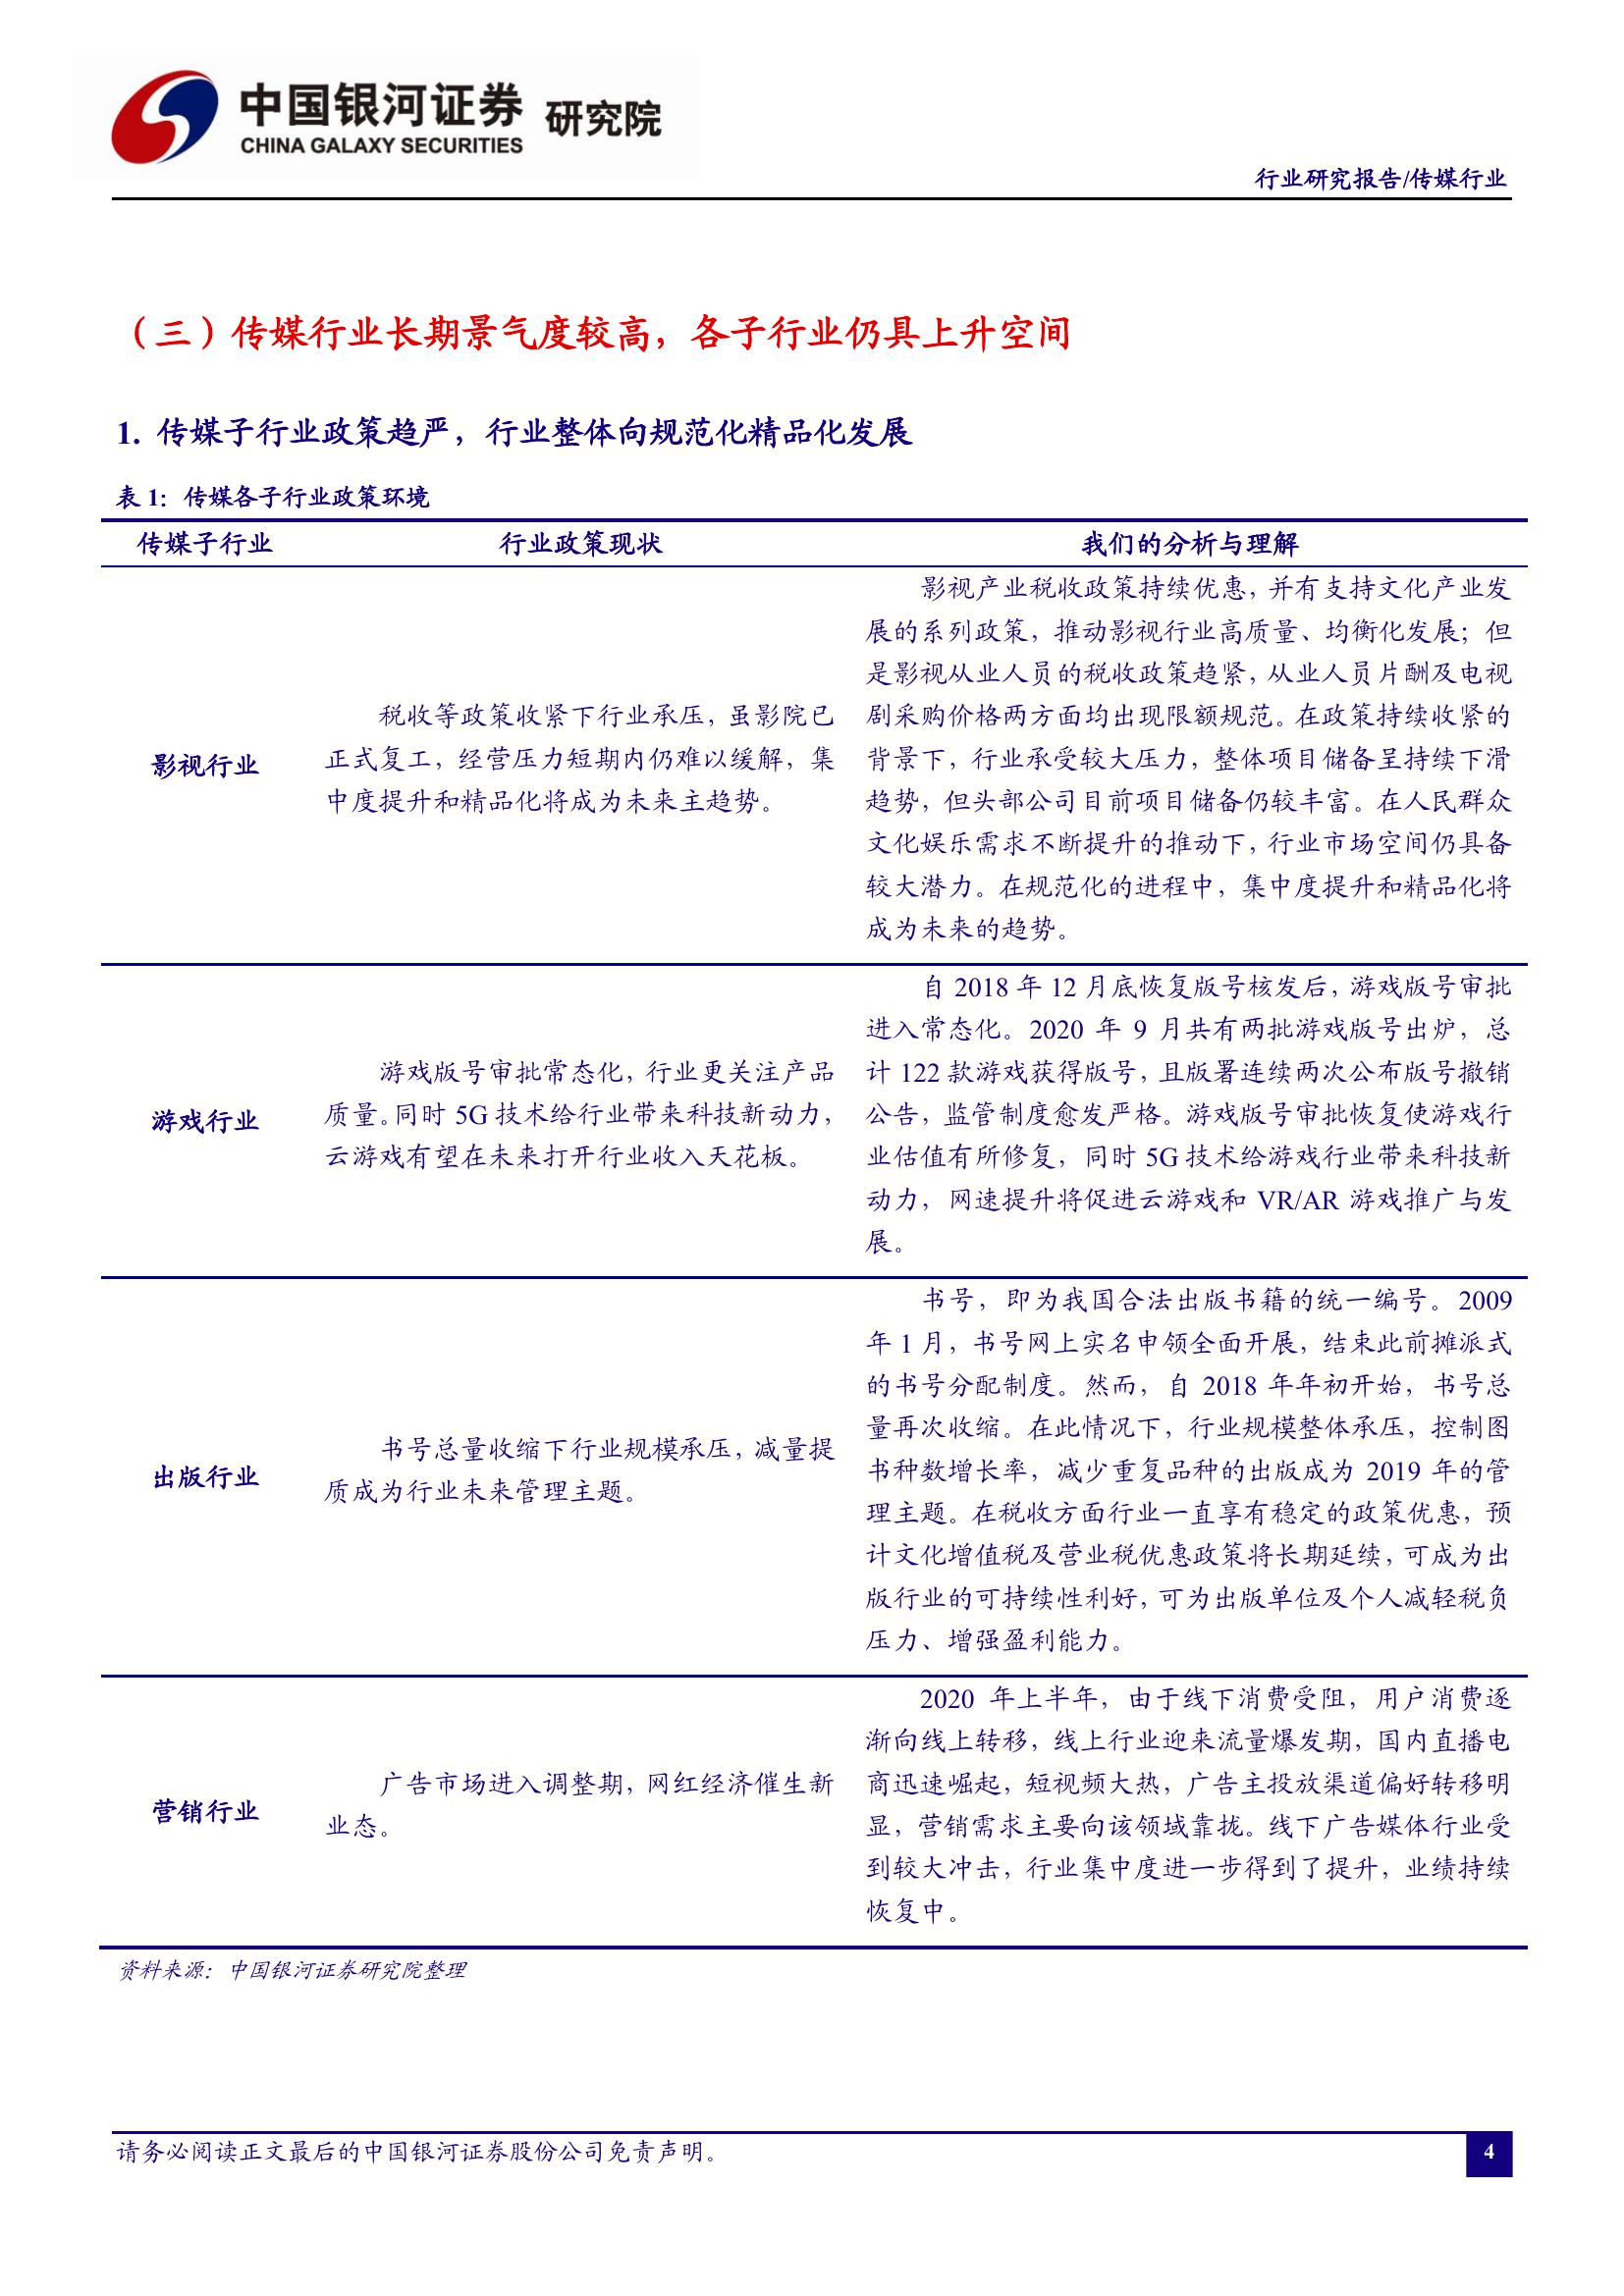 中国银河证券 研究院
CHINA GALAXY SECURITIES
行业研究报告/传媒行业
（三）传媒行业长期景气度较高，各子行业仍具上升空间
1. 传媒子行业政策趋严，行业整体向规范化精品化发展
表 1：传媒各子行业政策环境
传媒子行业 行业政策现状 我们的分析与理解
影视行业
税收等政策收紧下行业承压，虽影院已
正式复工，经营压力短期内仍难以缓解，集
中度提升和精品化将成为未来主趋势。
影视产业税收政策持续优惠，并有支持文化产业发
展的系列政策，推动影视行业高质量、均衡化发展；但
是影视从业人员的税收政策趋紧，从业人员片酬及电视
剧采购价格两方面均出现限额规范。在政策持续收紧的
背景下，行业承受较大压力，整体项目储备呈持续下滑
趋势，但头部公司目前项目储备仍较丰富。在人民群众
文化娱乐需求不断提升的推动下，行业市场空间仍具备
较大潜力。在规范化的进程中，集中度提升和精品化将
成为未来的趋势。
游戏行业
游戏版号审批常态化，行业更关注产品
质量。同时 5G 技术给行业带来科技新动力，
云游戏有望在未来打开行业收入天花板。
自 2018 年 12 月底恢复版号核发后，游戏版号审批
进入常态化。2020 年 9 月共有两批游戏版号出炉，总
计 122 款游戏获得版号，且版署连续两次公布版号撤销
公告，监管制度愈发严格。游戏版号审批恢复使游戏行
业估值有所修复，同时 5G 技术给游戏行业带来科技新
动力，网速提升将促进云游戏和 VR/AR 游戏推广与发
展。
出版行业
书号总量收缩下行业规模承压，减量提
质成为行业未来管理主题。
书号，即为我国合法出版书籍的统一编号。2009
年 1 月，书号网上实名申领全面开展，结束此前摊派式
的书号分配制度。然而，自 2018 年年初开始，书号总
量再次收缩。在此情况下，行业规模整体承压，控制图
书种数增长率，减少重复品种的出版成为 2019 年的管
理主题。在税收方面行业一直享有稳定的政策优惠，预
计文化增值税及营业税优惠政策将长期延续，可成为出
版行业的可持续性利好，可为出版单位及个人减轻税负
压力、增强盈利能力。
营销行业
广告市场进入调整期，网红经济催生新
业态。
2020 年上半年，由于线下消费受阻，用户消费逐
渐向线上转移，线上行业迎来流量爆发期，国内直播电
商迅速崛起，短视频大热，广告主投放渠道偏好转移明
显，营销需求主要向该领域靠拢。线下广告媒体行业受
到较大冲击，行业集中度进一步得到了提升，业绩持续
恢复中。
资料来源：中国银河证券研究院整理
请务必阅读正文最后的中国银河证券股份公司免责声明。
4